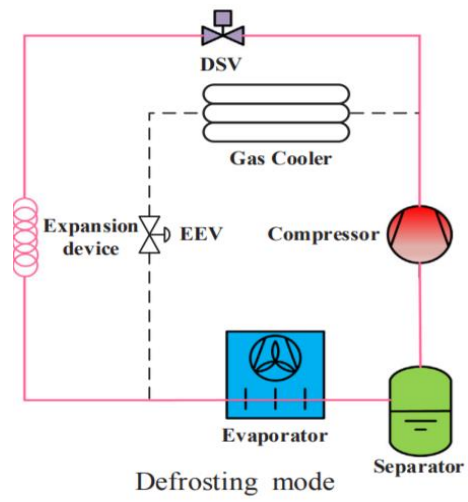 DSV
Gas Cooler
Expansion
device
EEV
Compressor
Evaporator
Separator
Defrosting mode